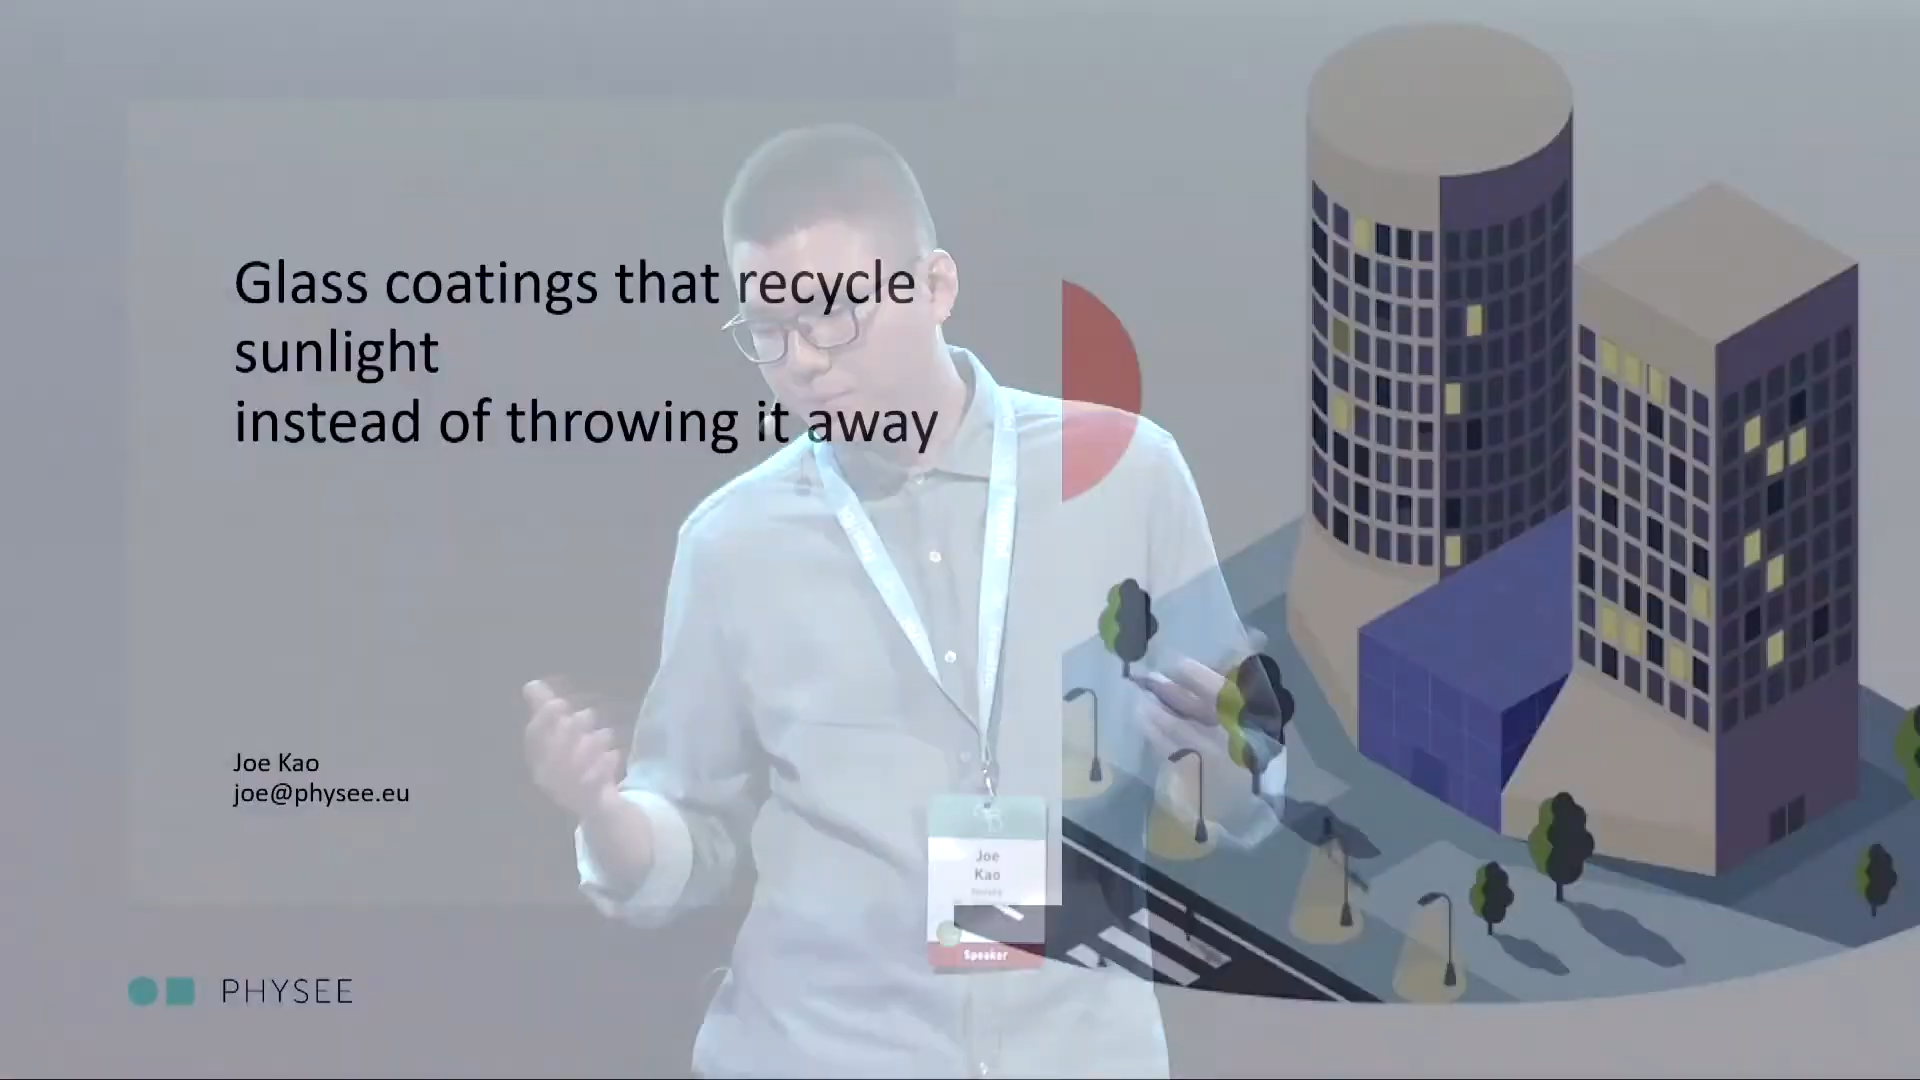 Glass coatings that recycle
sunlight
instead of throwing it away
Joe Kao
joe@physee.eu
Joe
Kao
Speaker
PHYSEE